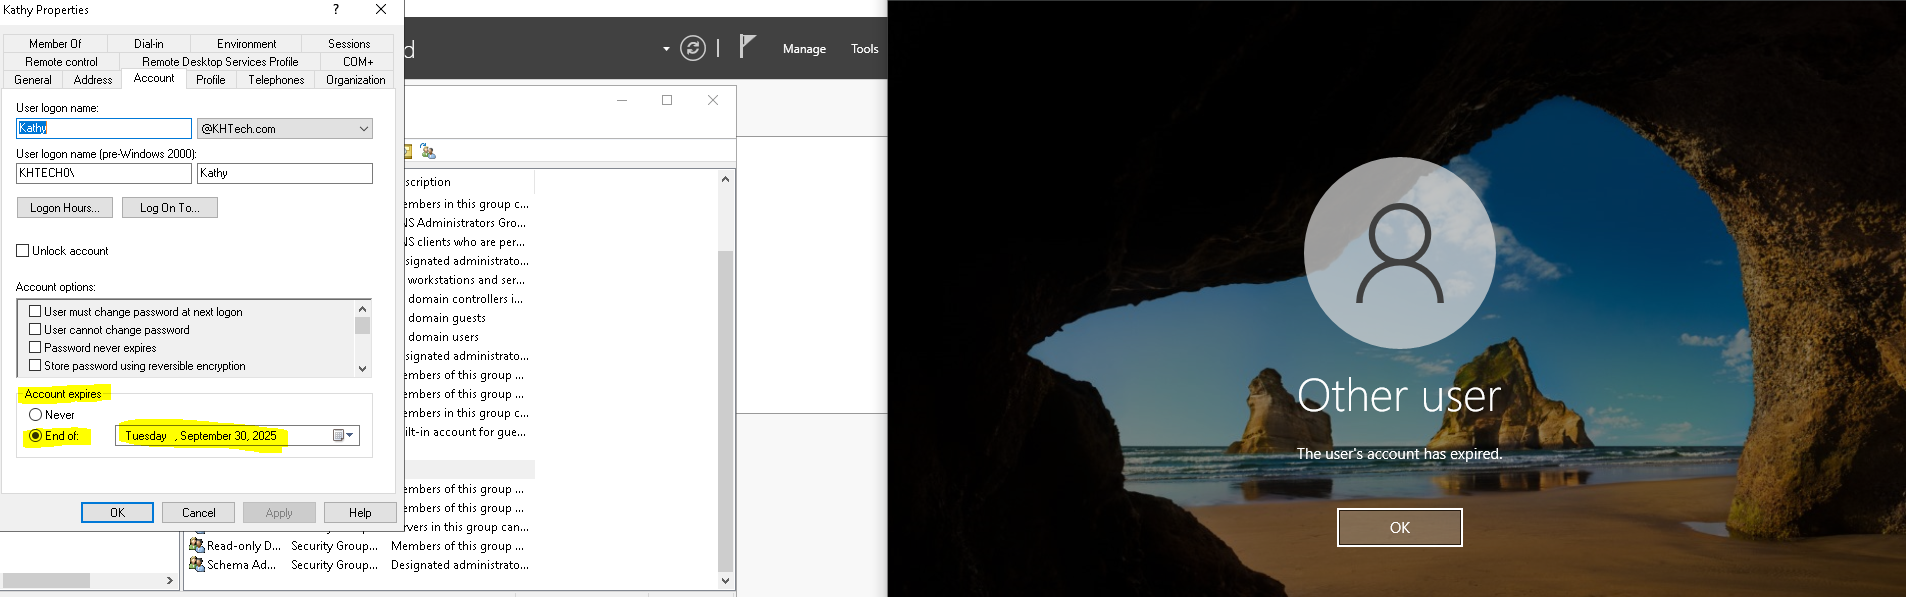 Kathy Properties
?
Member Of Dial-in Environment Sessions
Remote control Remote Desktop Services Profile COM+
General Address Account Profile Telephones Organization
User logon name:
Kathy @KHTech.com
User logon name (pre-Windows 2000):
KHTECH0\ Kathy
Logon Hours... Log On To...
Unlock account
Account options:
User must change password at next logon
User cannot change password
Password never expires
Store password using reversible encryption
Account expires
Never
End of: Tuesday , September 30, 2025
OK Cancel Apply Help
d
Manage Tools
scription
embers in this group c...
NS Administrators Gro...
NS clients who are per...
signated administrato...
workstations and ser...
domain controllers i...
domain guests
domain users
signated administrato...
embers of this group ...
embers of this group ...
embers in this group c...
ilt-in account for gue...
embers of this group ...
embers of this group ...
rvers in this group can...
Read-only D... Security Group... Members of this group ...
Schema Ad... Security Group... Designated administrato...
Other user
The user's account has expired.
OK